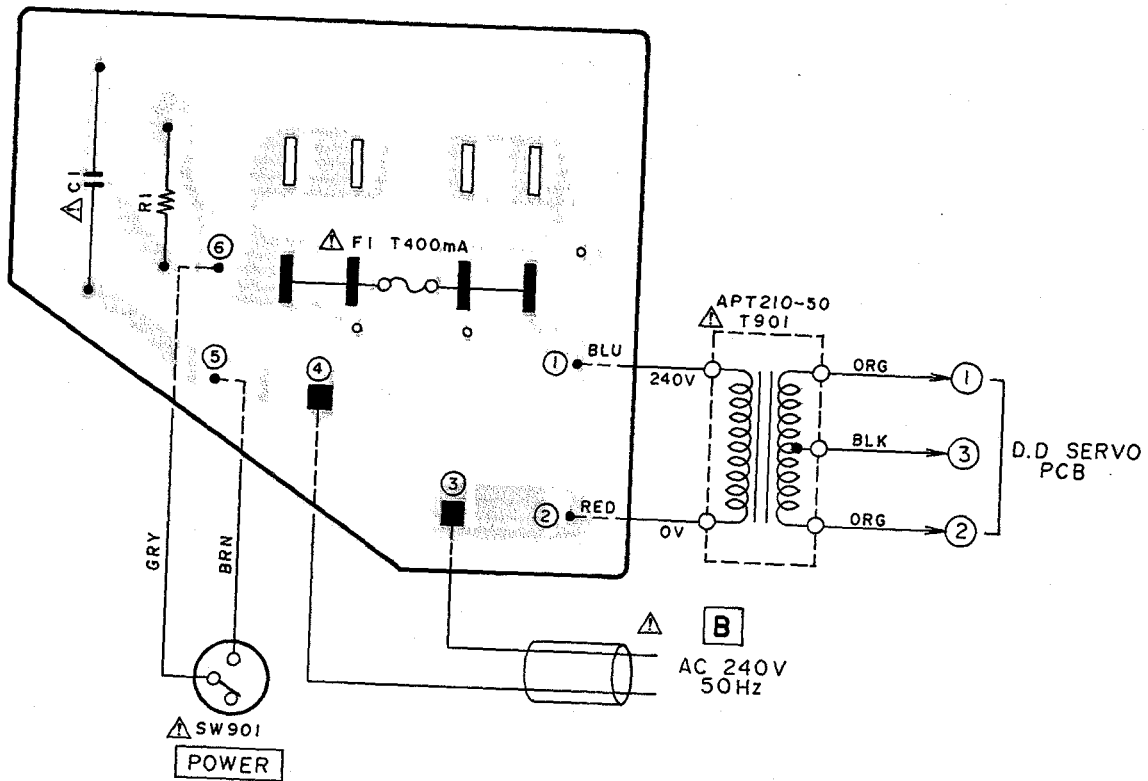 C1
R1
⑥
F1 T400mA
⑤
④
①
BLU
③
②
RED
APT210-50
T901
240V
0V
ORG
①
BLK
③
ORG
②
D.D SERVO
PCB
GRY
BRN
SW901
POWER
B
AC 240V
50Hz